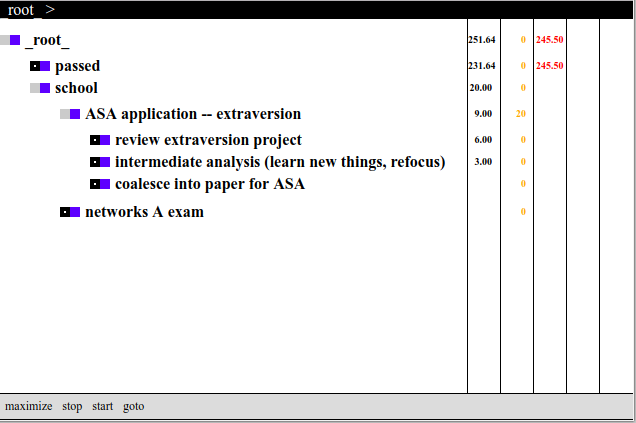 _root_ >
_root_ 251.64 0 245.50
passed 231.64 0 245.50
school 20.00 0
ASA application -- extraversion 9.00 20
review extraversion project 6.00 0
intermediate analysis (learn new things, refocus) 3.00 0
coalesce into paper for ASA 0
networks A exam 0
maximize stop start goto